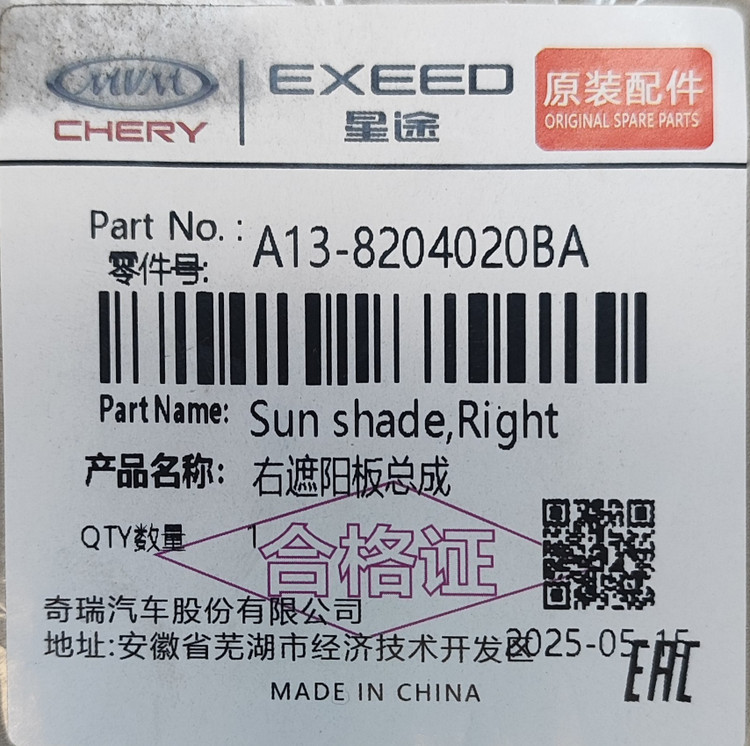 MVM
CHERY
EXEED
星途
原装配件
ORIGINAL SPARE PARTS
Part No. :
零件号:
A13-8204020BA
Part Name: Sun shade,Right
产品名称: 右遮阳板总成
QTY数量 1
合格证
奇瑞汽车股份有限公司
地址:安徽省芜湖市经济技术开发区
2025-05-15
EAC
MADE IN CHINA